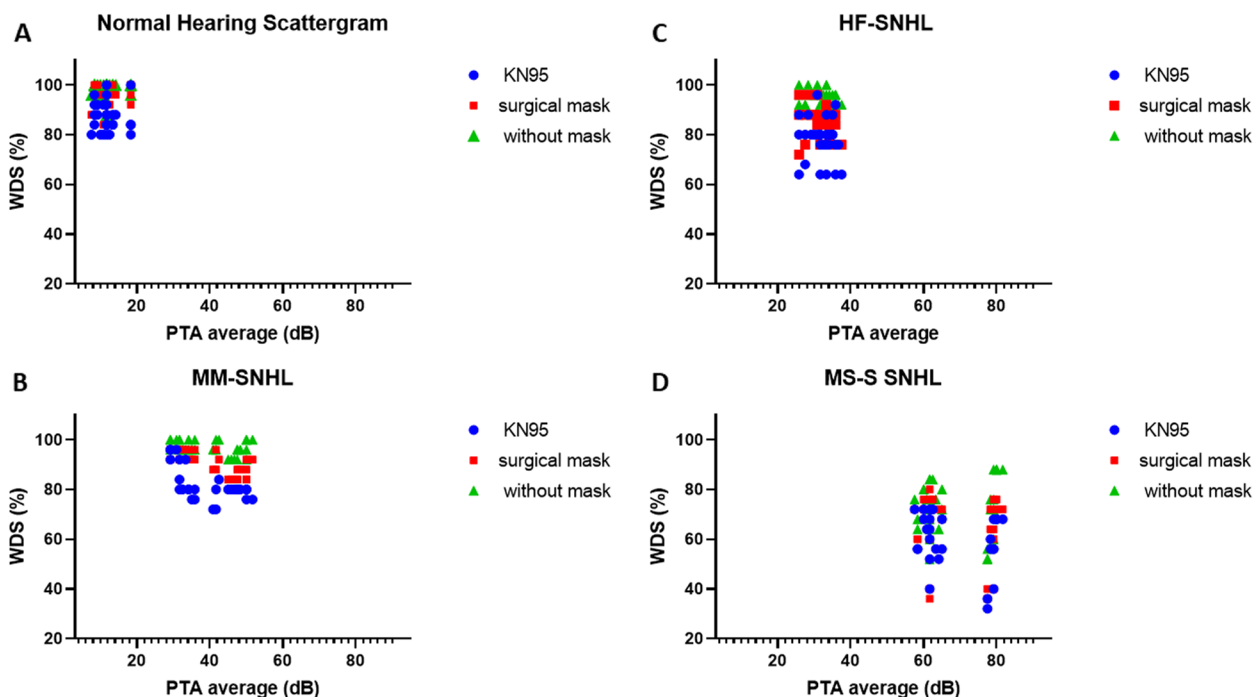 A
Normal Hearing Scattergram
WDS (%)
100
80
60
40
20
20 40 60 80
PTA average (dB)
KN95
surgical mask
without mask
C
HF-SNHL
WDS (%)
100
80
60
40
20
20 40 60 80
PTA average
KN95
surgical mask
without mask
B
MM-SNHL
WDS (%)
100
80
60
40
20
20 40 60 80
PTA average (dB)
KN95
surgical mask
without mask
D
MS-S SNHL
WDS (%)
100
80
60
40
20
20 40 60 80
PTA average (dB)
KN95
surgical mask
without mask